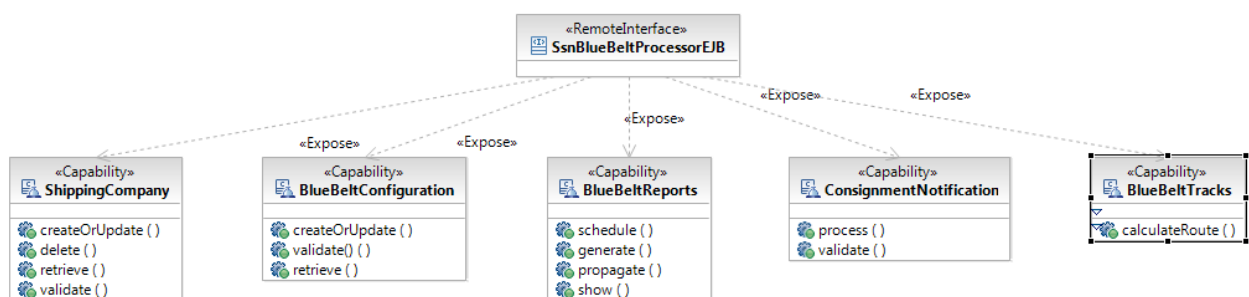 «RemoteInterface»
SsnBlueBeltProcessorEJB
«Expose»
«Expose»
«Expose»
«Expose»
«Expose»
«Capability»
ShippingCompany
createOrUpdate ( )
delete ( )
retrieve ( )
validate ( )
«Capability»
BlueBeltConfiguration
createOrUpdate ( )
validate() ( )
retrieve ( )
«Capability»
BlueBeltReports
schedule ( )
generate ( )
propagate ( )
show ( )
«Capability»
ConsignmentNotification
process ( )
validate ( )
«Capability»
BlueBeltTracks
calculateRoute ( )